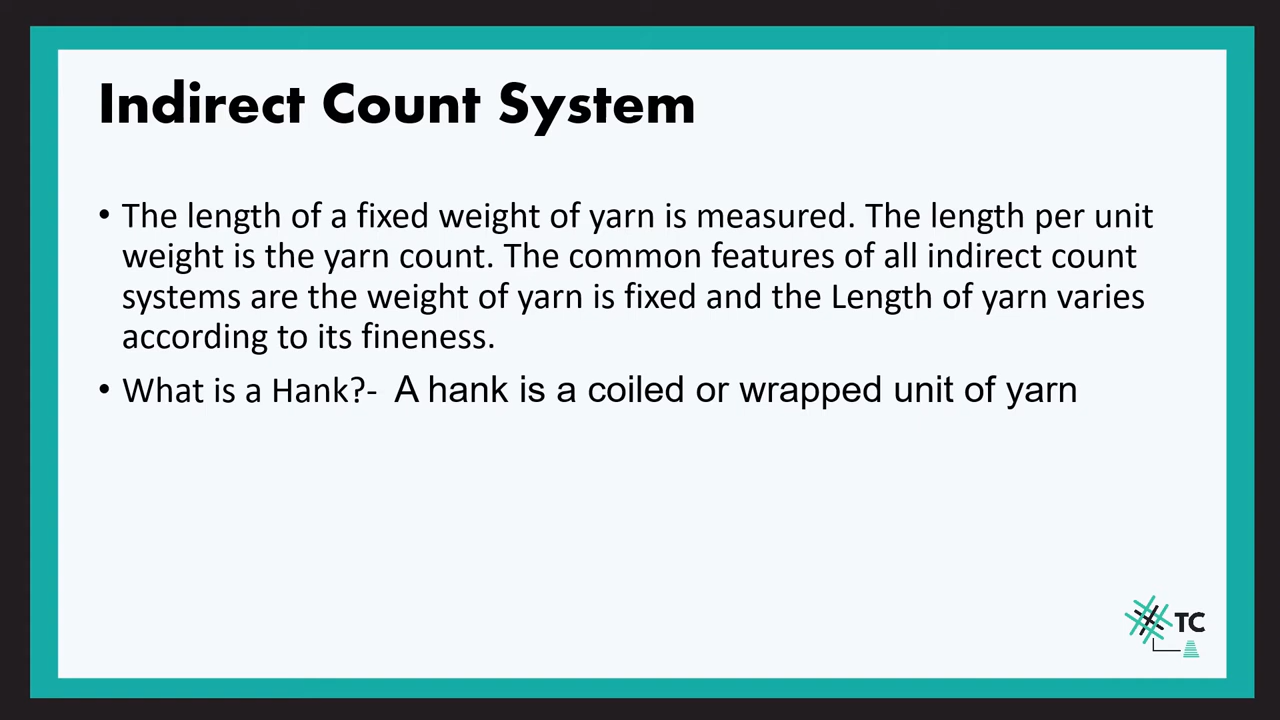 Indirect Count System
• The length of a fixed weight of yarn is measured. The length per unit
weight is the yarn count. The common features of all indirect count
systems are the weight of yarn is fixed and the Length of yarn varies
according to its fineness.
• What is a Hank?- A hank is a coiled or wrapped unit of yarn
TC